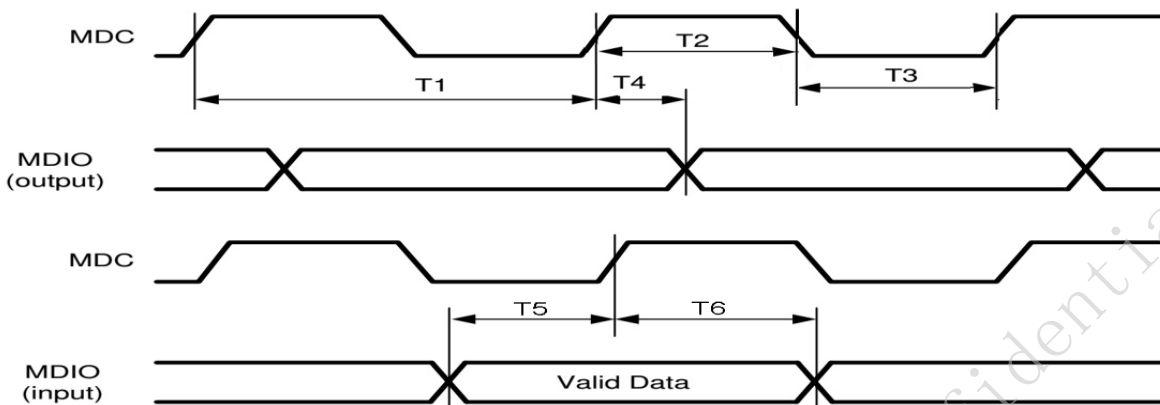 MDC
T2
T3
T1
T4
MDIO
(output)
MDC
T5
T6
MDIO
(input)
Valid Data